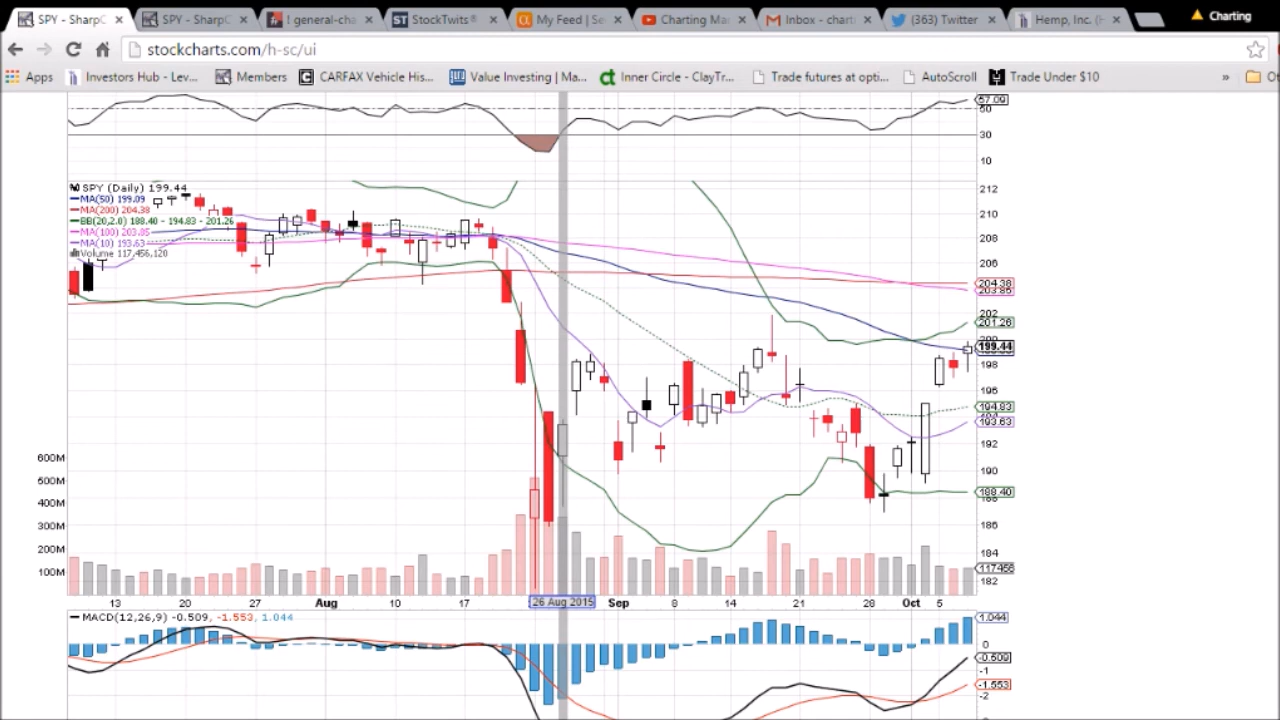 SPY - SharpC
SPY - SharpC
! general-cha
StockTwits®
My Feed | Se
Charting Ma
Inbox - charti
(363) Twitter
Hemp, Inc. (H
Charting
stockcharts.com/h-sc/ui
Apps
Investors Hub - Lev...
Members
CARFAX Vehicle His...
Value Investing | Ma...
Inner Circle - ClayTr...
Trade futures at opti...
AutoScroll
Trade Under $10
»
57.09
50
30
10
SPY (Daily) 199.44
MA(50) 199.09
MA(200) 204.38
BB(20,2.0) 188.40 - 194.83 - 201.26
MA(100) 203.85
MA(10) 193.63
Volume 117,456,120
212
210
208
206
204.38
203.85
202
201.26
200
199.44
198
196
194.83
194
193.63
192
190
188.40
188
186
184
117456
182
600M
500M
400M
300M
200M
100M
13
20
27
Aug
10
17
26 Aug 2015
Sep
8
14
21
28
Oct
5
MACD(12,26,9) -0.509, -1.553, 1.044
1.044
0
-0.509
-1
-1.553
-2